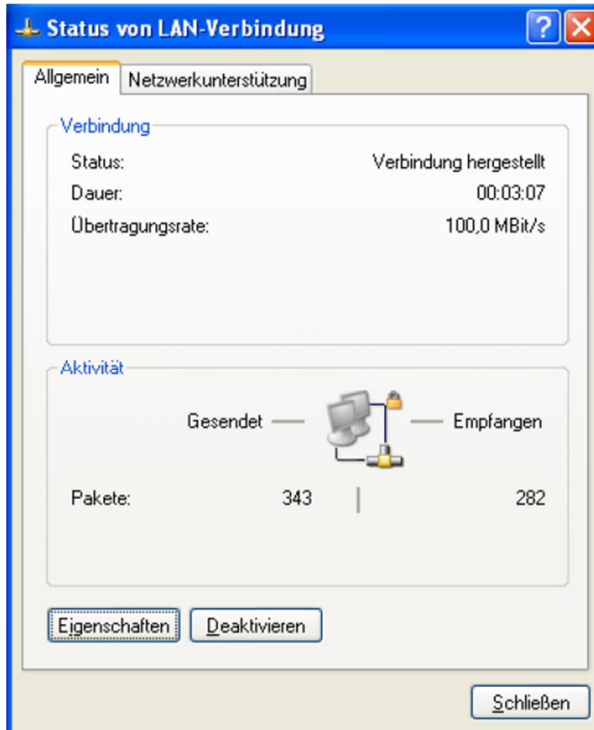 Status von LAN-Verbindung
Allgemein Netzwerkunterstützung
Verbindung
Status: Verbindung hergestellt
Dauer: 00:03:07
Übertragungsrate: 100,0 MBit/s
Aktivität
Gesendet Empfangen
Pakete: 343 282
Eigenschaften Deaktivieren
Schließen